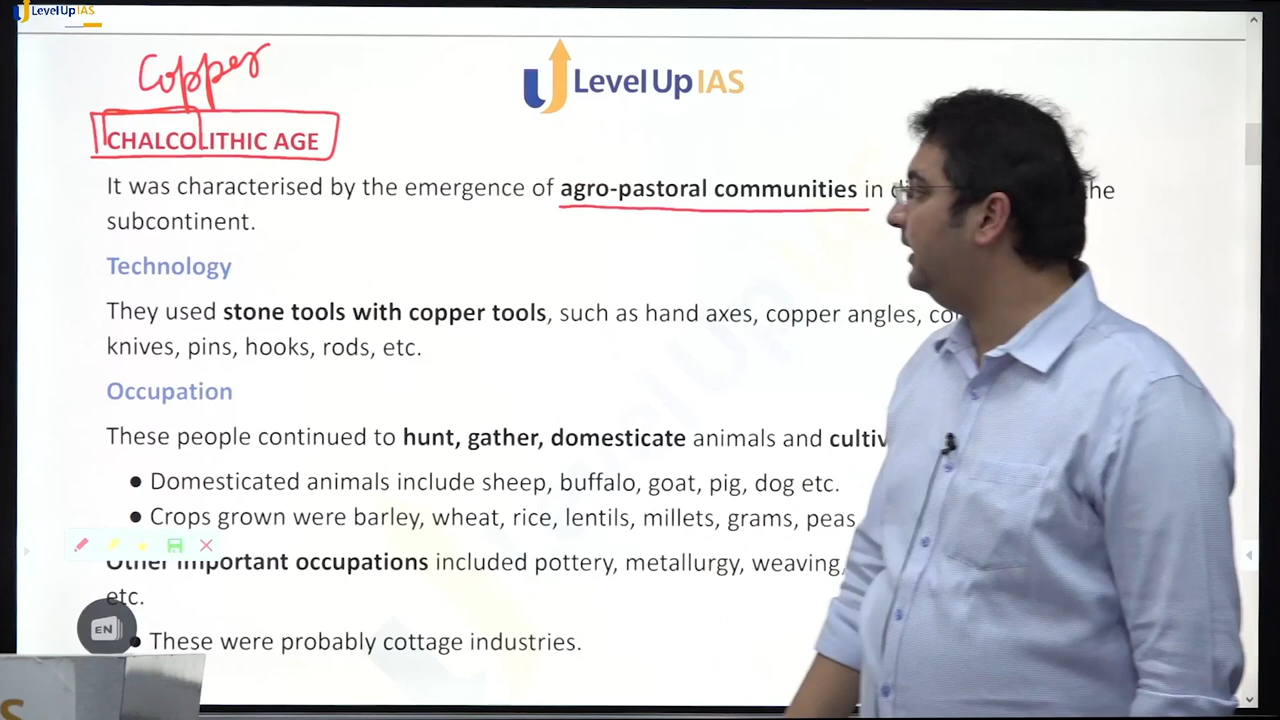 Level Up IAS
Copper
Level Up IAS
CHALCOLITHIC AGE
It was characterised by the emergence of agro-pastoral communities in the
subcontinent.
Technology
They used stone tools with copper tools, such as hand axes, copper angles,
knives, pins, hooks, rods, etc.
Occupation
These people continued to hunt, gather, domesticate animals and
● Domesticated animals include sheep, buffalo, goat, pig, dog etc.
● Crops grown were barley, wheat, rice, lentils, millets, grams, peas
Other important occupations included pottery, metallurgy, weaving,
etc.
EN
● These were probably cottage industries.
S